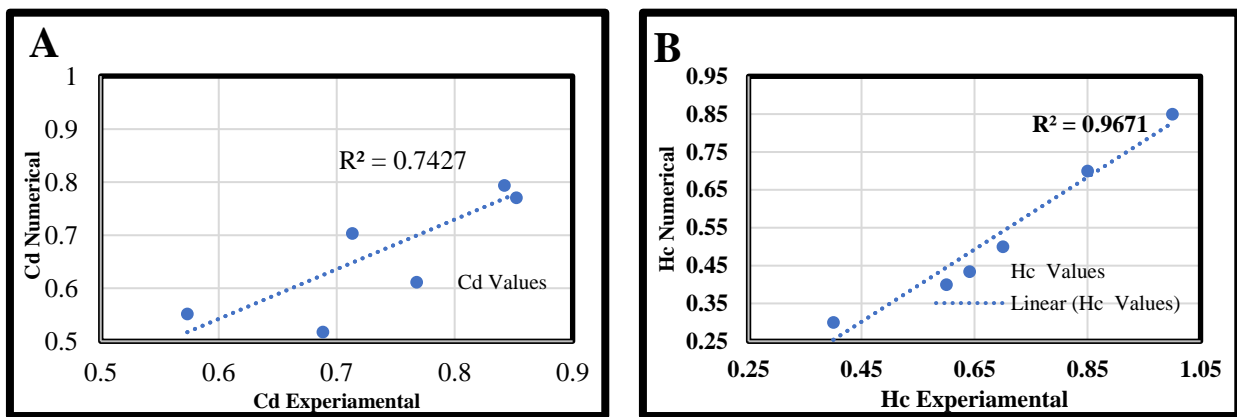 A
1
0.9
0.8
0.7
0.6
0.5
Cd Numerical
R² = 0.7427
Cd Values
0.5 0.6 0.7 0.8 0.9
Cd Experiamental
B
0.95
0.85
0.75
0.65
0.55
0.45
0.35
0.25
Hc Numerical
R² = 0.9671
Hc Values
Linear (Hc Values)
0.25 0.45 0.65 0.85 1.05
Hc Experiamental